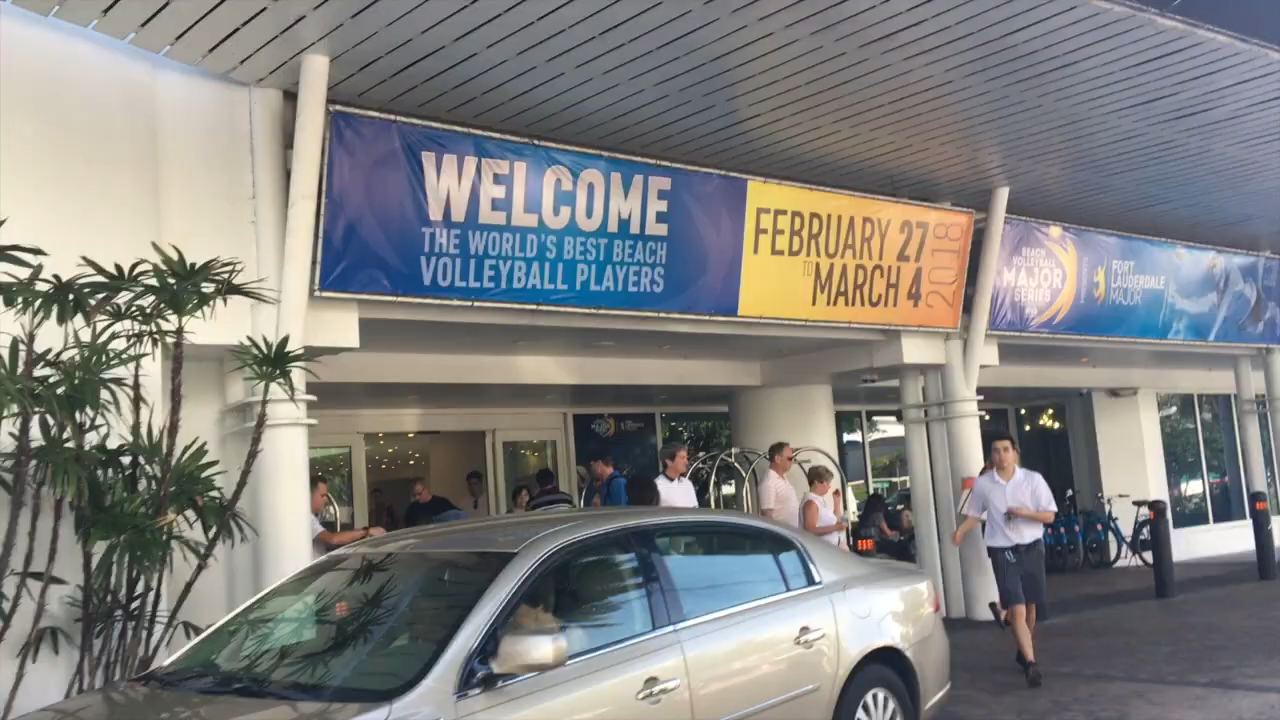 WELCOME
THE WORLD'S BEST BEACH
VOLLEYBALL PLAYERS
FEBRUARY 27
TO
MARCH 4
2018
BEACH
VOLLEYBALL
MAJOR
SERIES
FORT
LAUDERDALE
MAJOR